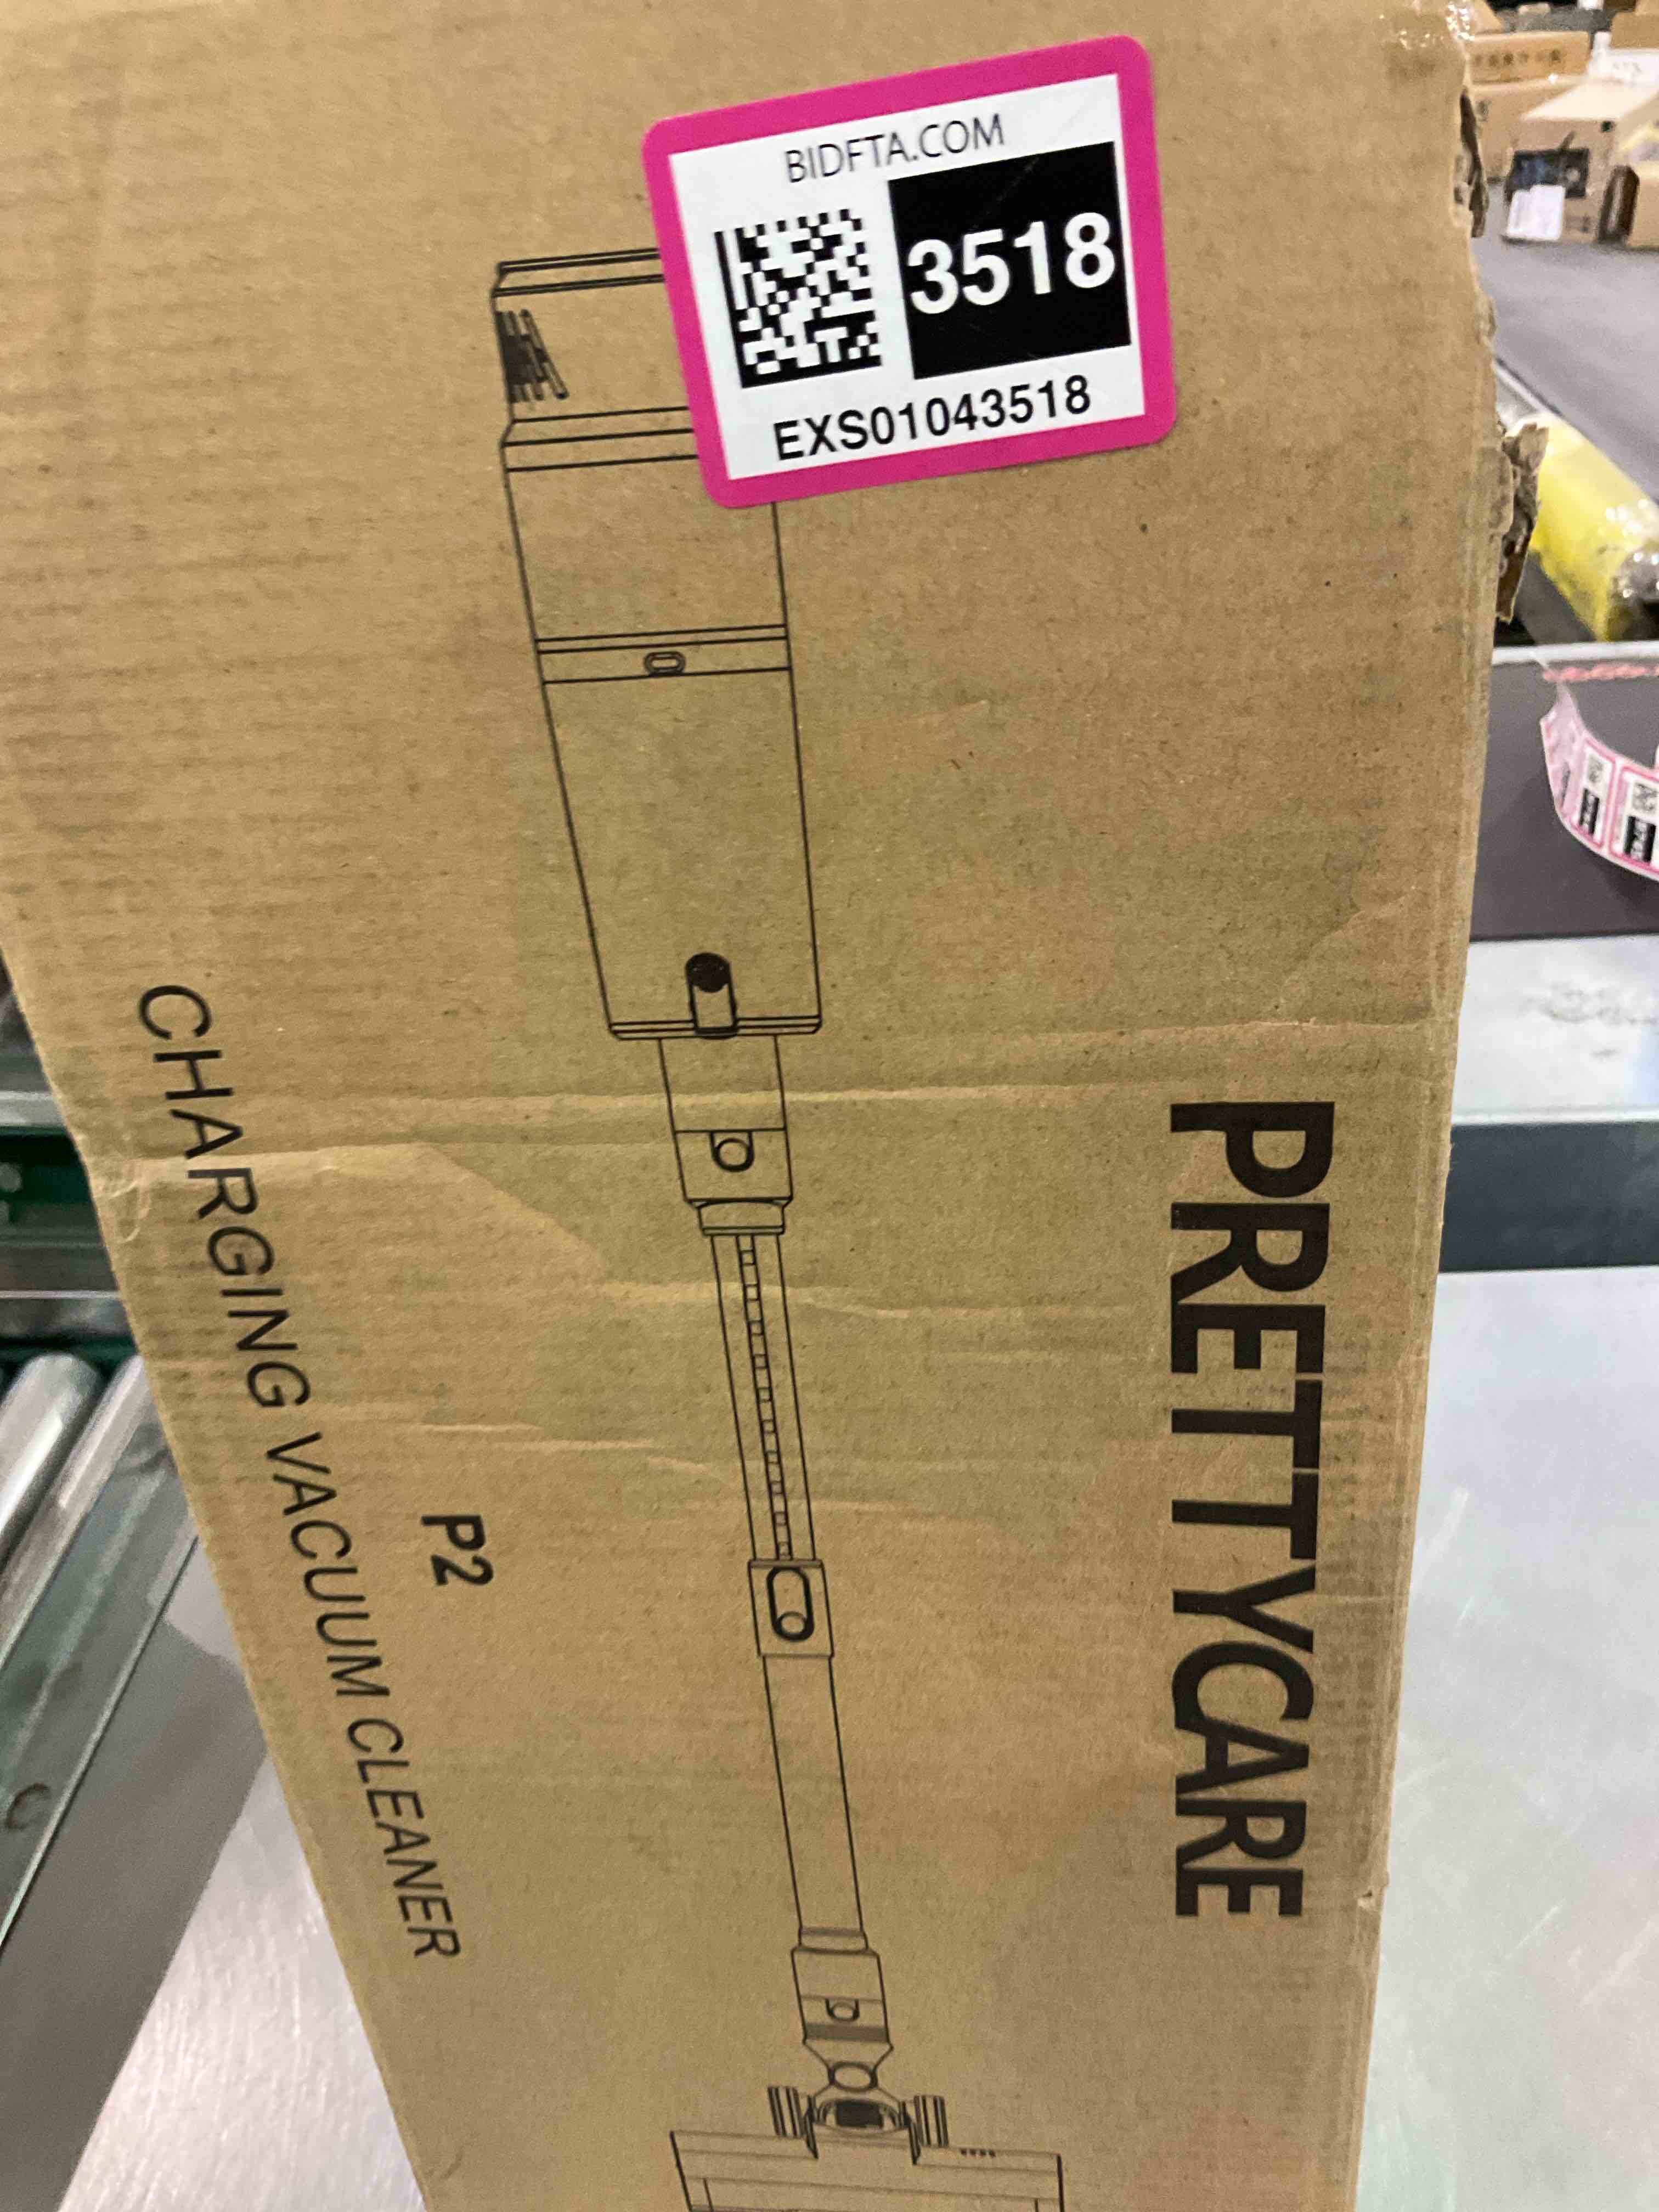 BIDFTA.COM
3518
EXS01043518
PRETTYCARE
P2
CHARGING VACUUM CLEANER